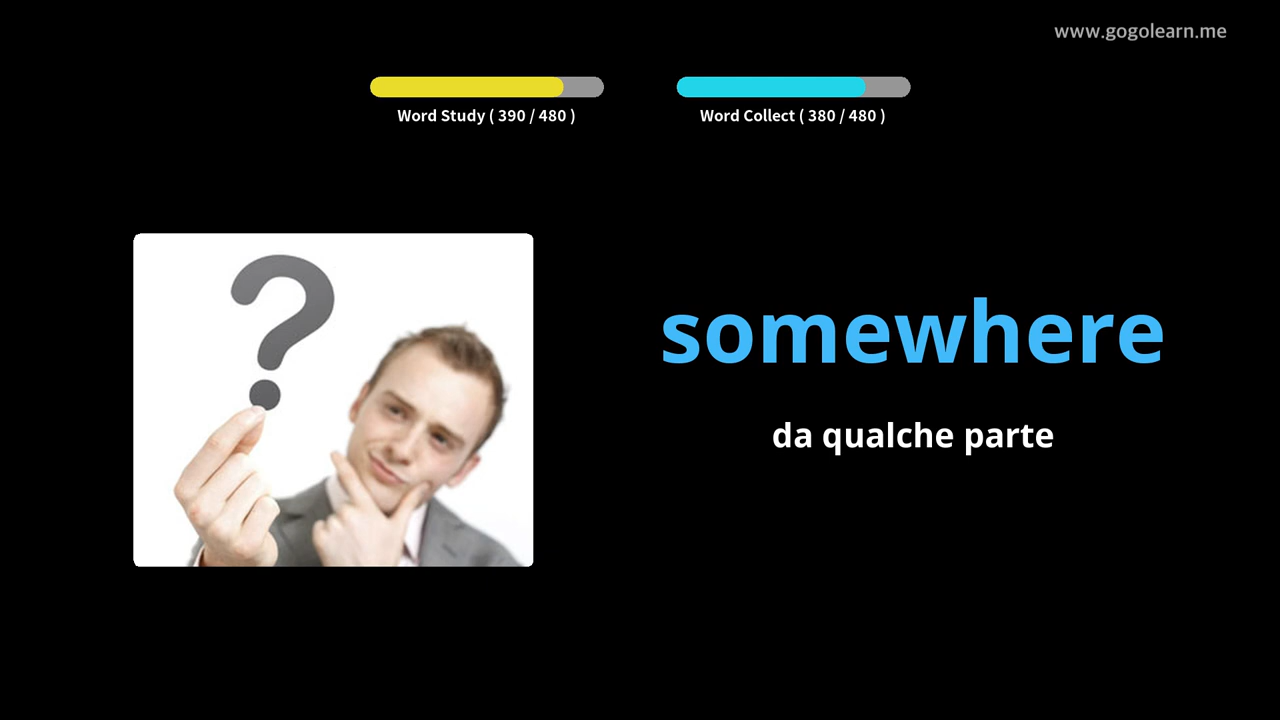 www.gogolearn.me
Word Study ( 390 / 480 )
Word Collect ( 380 / 480 )
somewhere
da qualche parte